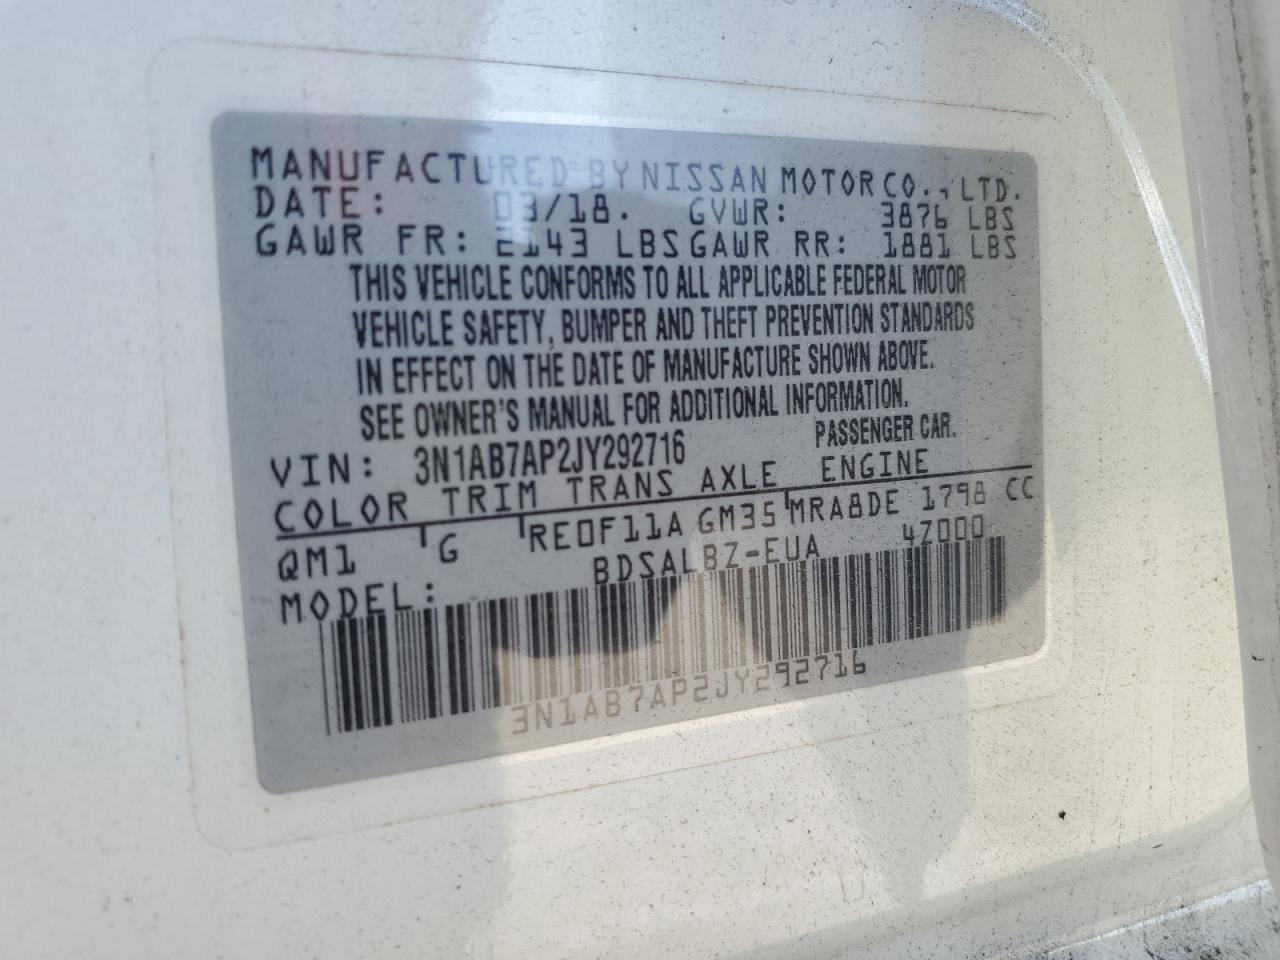 MANUFACTURED BY NISSAN MOTOR CO., LTD.
DATE: 03/18. GVWR: 3876 LBS
GAWR FR: 2143 LBS GAWR RR: 1881 LBS
THIS VEHICLE CONFORMS TO ALL APPLICABLE FEDERAL MOTOR
VEHICLE SAFETY, BUMPER AND THEFT PREVENTION STANDARDS
IN EFFECT ON THE DATE OF MANUFACTURE SHOWN ABOVE.
SEE OWNER'S MANUAL FOR ADDITIONAL INFORMATION.
VIN: 3N1AB7AP2JY292716 PASSENGER CAR.
COLOR TRIM TRANS AXLE ENGINE
QM1 G RE0F11A GM35 MRA8DE 1798 CC
MODEL: BDSALBZ-EUA 4Z000
3N1AB7AP2JY292716